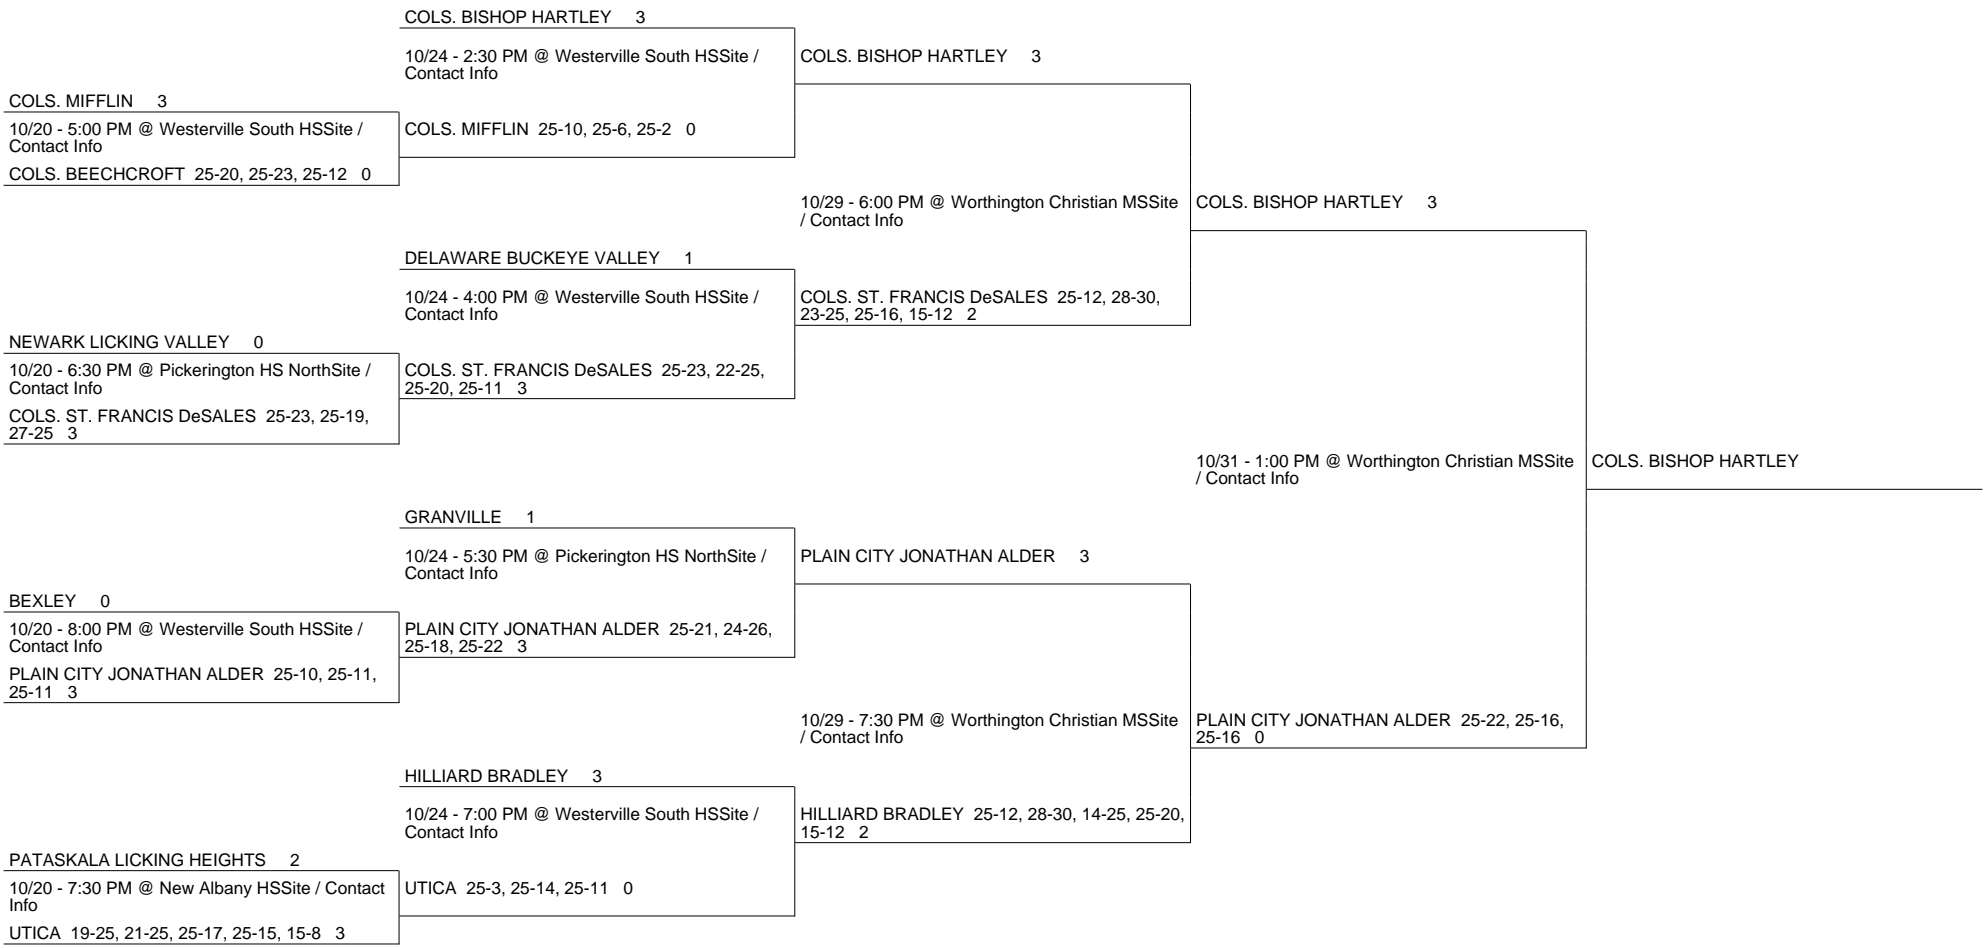 COLS. BISHOP HARTLEY 3
10/24 - 2:30 PM @ Westerville South HSSite /
Contact Info
COLS. BISHOP HARTLEY 3
COLS. MIFFLIN 3
10/20 - 5:00 PM @ Westerville South HSSite /
Contact Info
COLS. MIFFLIN 25-10, 25-6, 25-2 0
COLS. BEECHCROFT 25-20, 25-23, 25-12 0
10/29 - 6:00 PM @ Worthington Christian MSSite
/ Contact Info
COLS. BISHOP HARTLEY 3
DELAWARE BUCKEYE VALLEY 1
10/24 - 4:00 PM @ Westerville South HSSite /
Contact Info
COLS. ST. FRANCIS DeSALES 25-12, 28-30,
23-25, 25-16, 15-12 2
NEWARK LICKING VALLEY 0
10/20 - 6:30 PM @ Pickerington HS NorthSite /
Contact Info
COLS. ST. FRANCIS DeSALES 25-23, 22-25,
25-20, 25-11 3
COLS. ST. FRANCIS DeSALES 25-23, 25-19,
27-25 3
10/31 - 1:00 PM @ Worthington Christian MSSite
/ Contact Info
COLS. BISHOP HARTLEY
GRANVILLE 1
10/24 - 5:30 PM @ Pickerington HS NorthSite /
Contact Info
PLAIN CITY JONATHAN ALDER 3
BEXLEY 0
10/20 - 8:00 PM @ Westerville South HSSite /
Contact Info
PLAIN CITY JONATHAN ALDER 25-21, 24-26,
25-18, 25-22 3
PLAIN CITY JONATHAN ALDER 25-10, 25-11,
25-11 3
10/29 - 7:30 PM @ Worthington Christian MSSite
/ Contact Info
PLAIN CITY JONATHAN ALDER 25-22, 25-16,
25-16 0
HILLIARD BRADLEY 3
10/24 - 7:00 PM @ Westerville South HSSite /
Contact Info
HILLIARD BRADLEY 25-12, 28-30, 14-25, 25-20,
15-12 2
PATASKALA LICKING HEIGHTS 2
10/20 - 7:30 PM @ New Albany HSSite / Contact
Info
UTICA 25-3, 25-14, 25-11 0
UTICA 19-25, 21-25, 25-17, 25-15, 15-8 3